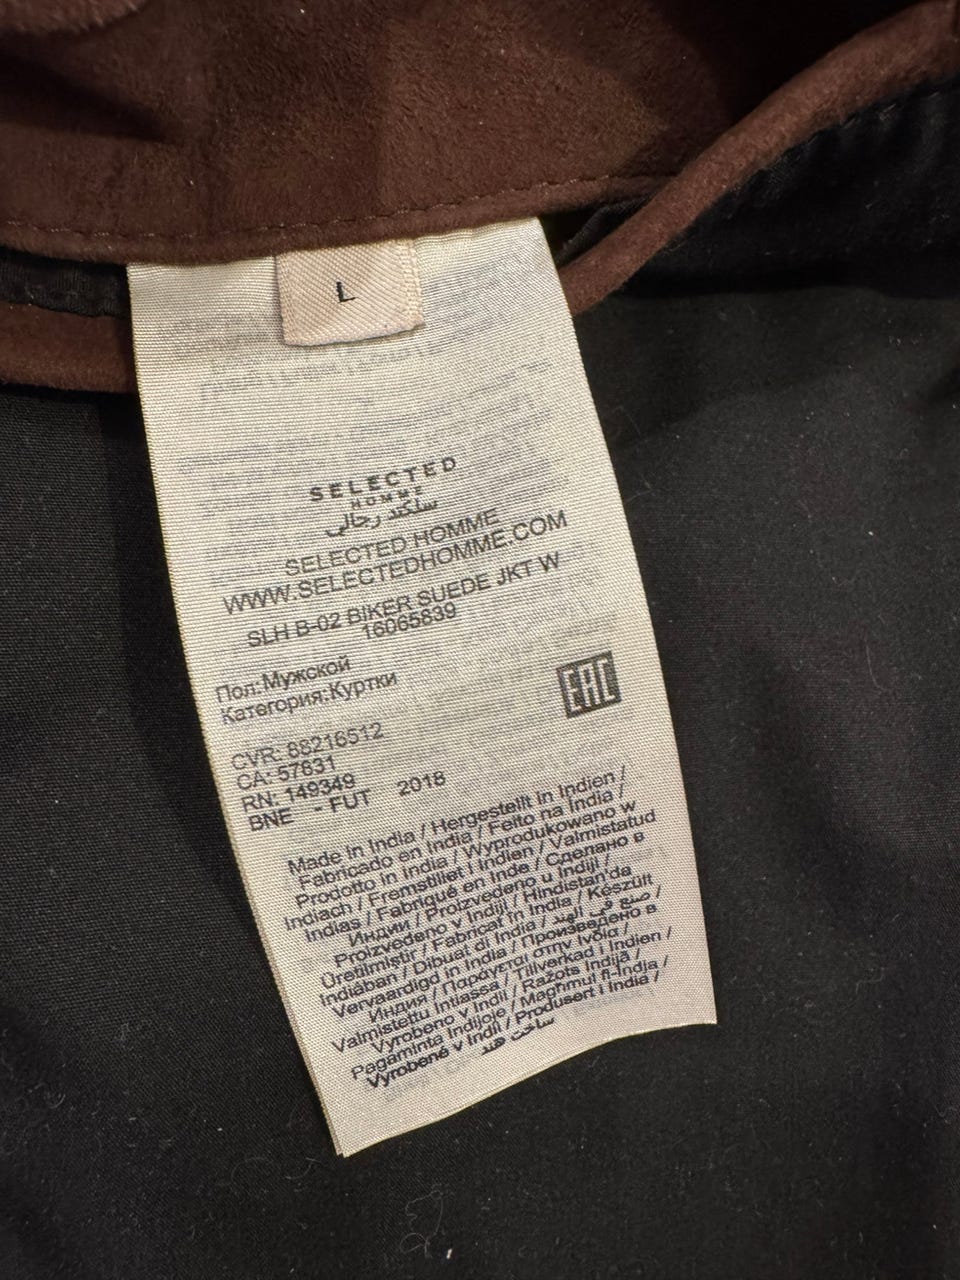 L
SELECTED
HOMME
سلكتد رجالي
SELECTED HOMME
WWW.SELECTEDHOMME.COM
SLH B-02 BIKER SUEDE JKT W
16065839
Пол:Мужской
Категория:Куртки
EAC
CVR: 88216512
CA: 57831
RN: 149349
BNE - FUT 2018
Made in India / Hergestellt in Indien /
Fabricado en India / Feito na India /
Prodotto in India / Wyprodukowano w
Indiach / Fremstillet i Indien / Valmistatud
Indias / Fabriqué en Inde / Сделано в
Индии / Proizvedeno u Indiji /
Proizvedeno v Indiji / Hindistan'da
Üretilmiştir / Fabricat în India / Készült
Indiában / Dibuat di India / صنع في الهند /
Vervaardigd in India / Произведено в
Индия / Παράγεται στην Ινδία /
Valmistettu Intiassa / Tillverkad i Indien /
Vyrobeno v Indii / Ražots Indijā /
Pagaminta Indijoje / Magħmul fl-Indja /
Vyrobené v Indii / Produsert i India /
ساخت هند